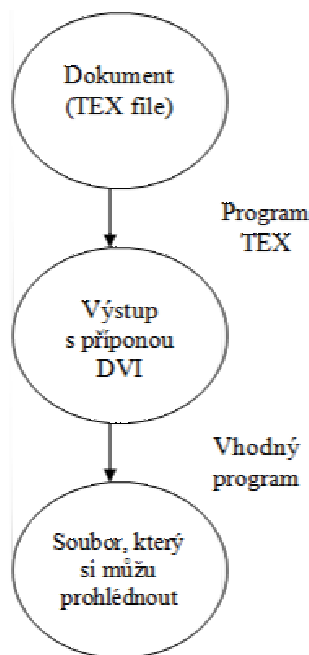 Dokument
(TEX file)
Program
TEX
Výstup
s příponou
DVI
Vhodný
program
Soubor, který
si můžu
prohlédnout